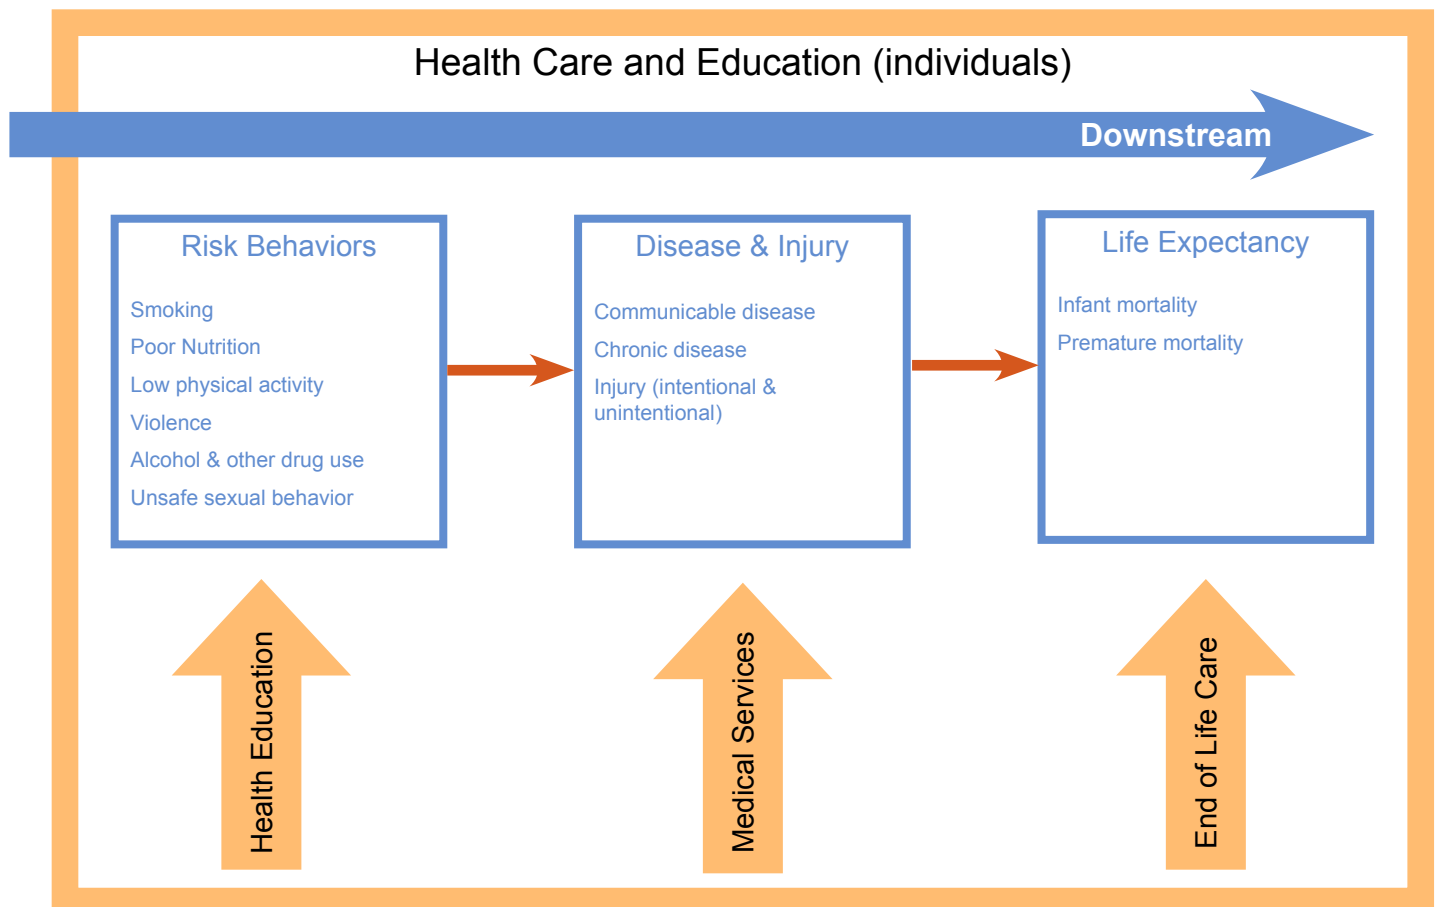 Health Care and Education (individuals)
Downstream
Risk Behaviors
Smoking
Poor Nutrition
Low physical activity
Violence
Alcohol & other drug use
Unsafe sexual behavior
Disease & Injury
Communicable disease
Chronic disease
Injury (intentional &
unintentional)
Life Expectancy
Infant mortality
Premature mortality
Health Education
Medical Services
End of Life Care